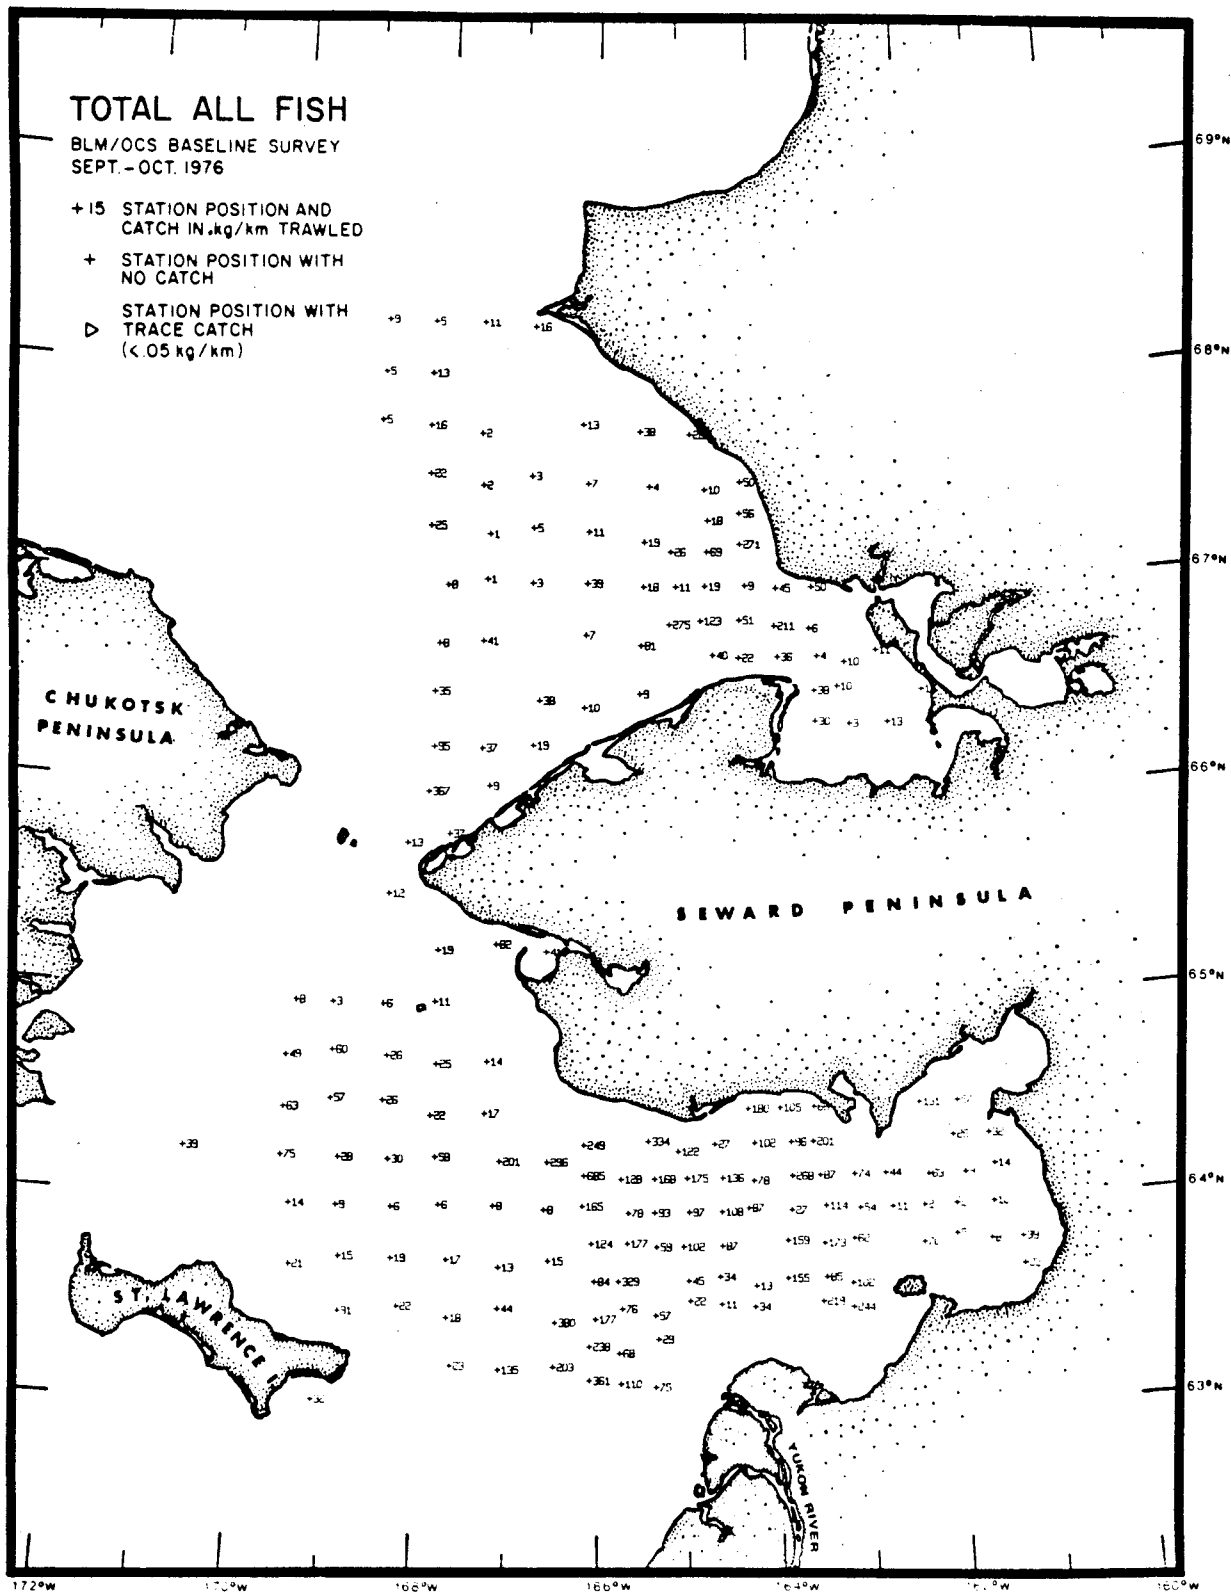 TOTAL ALL FISH
BLM/OCS BASELINE SURVEY
SEPT.-OCT. 1976
+15 STATION POSITION AND
CATCH IN.kg/km TRAWLED
+ STATION POSITION WITH
NO CATCH
STATION POSITION WITH
▷ TRACE CATCH
(<.05 kg/km)
69°N
+9 +5 +11 +16
68°N
+5 +13
+5 +16 +2 +13 +38
+22 +2 +3 +7 +4 +10 +50
+25 +1 +5 +11 +18 +56
+19 +26 +69 +271
67°N
+8 +1 +3 +39 +18 +11 +19 +9 +45 +50
+275 +123 +51 +211 +6
+8 +41 +7 +81
+40 +22 +36 +4 +10
CHUKOTSK
PENINSULA
+35 +38 +10 +9 +38 +10
+30 +3 +13
+95 +37 +19
66°N
+367 +9
+13 +37
+12
SEWARD PENINSULA
+19 +82
65°N
+8 +3 +6 +11
+49 +60 +26 +25 +14
+63 +57 +26 +22 +17
+180 +105 +131
+39 +75 +28 +30 +58 +201 +296
+249 +334 +122 +27 +102 +96 +201 +32
+685 +128 +168 +175 +136 +78 +268 +87 +74 +44 +63 +14
64°N
+14 +9 +6 +6 +8 +8 +165 +78 +93 +97 +108 +87 +27 +114 +54 +11 +2
+124 +177 +59 +102 +87 +159 +173 +62 +8 +39
+21 +15 +19 +17 +13 +15
+84 +329 +45 +34 +13 +155 +85 +102
ST. LAWRENCE I
+91 +22 +18 +44 +380 +177 +76 +57 +22 +11 +34 +219 +244
+238 +68 +29
+23 +135 +203 +361 +110 +75
63°N
YUKON RIVER
172°W 170°W 168°W 166°W 164°W 160°W